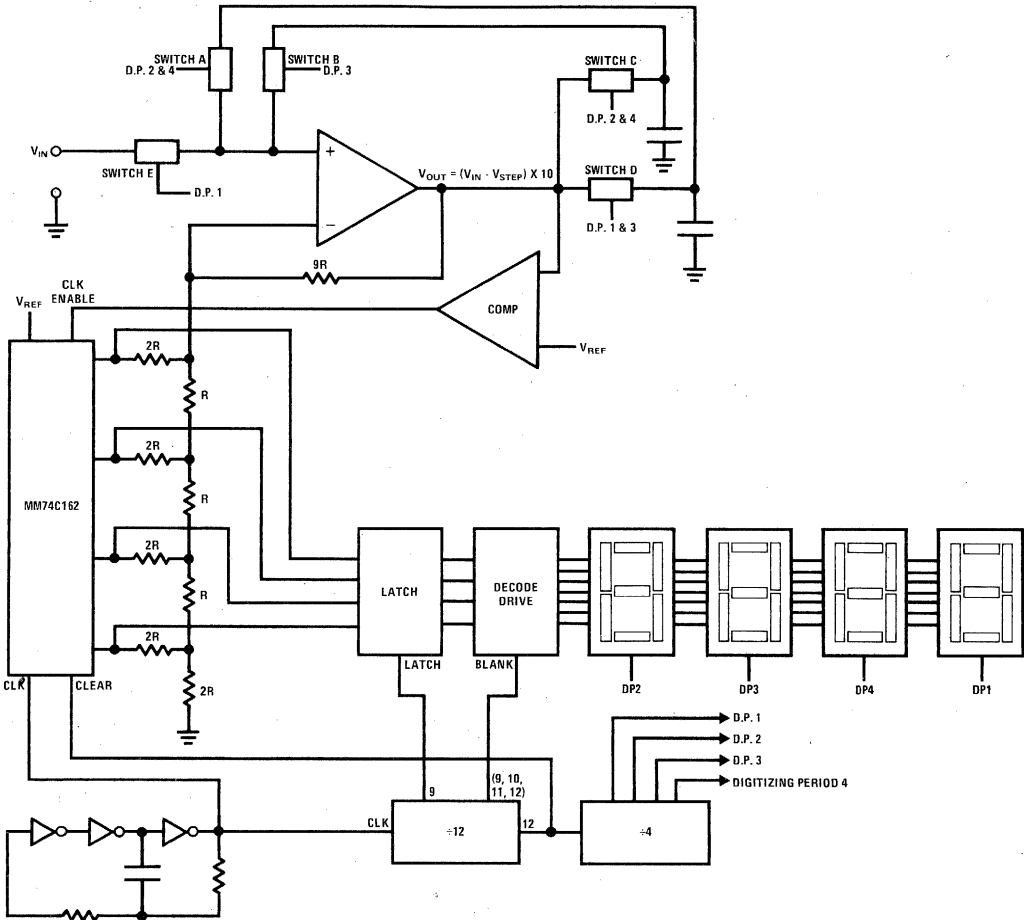 SWITCH A
D.P. 2 & 4
SWITCH B
D.P. 3
SWITCH C
D.P. 2 & 4
VIN
SWITCH E
D.P. 1
+
−
VOUT = (VIN - VSTEP) X 10
SWITCH D
D.P. 1 & 3
9R
CLK
ENABLE
VREF
COMP
VREF
2R
R
2R
R
2R
R
2R
2R
MM74C162
CLK
CLEAR
LATCH
LATCH
DECODE
DRIVE
BLANK
DP2
DP3
DP4
DP1
D.P. 1
D.P. 2
D.P. 3
DIGITIZING PERIOD 4
9
(9, 10,
11, 12)
CLK
÷12
12
÷4